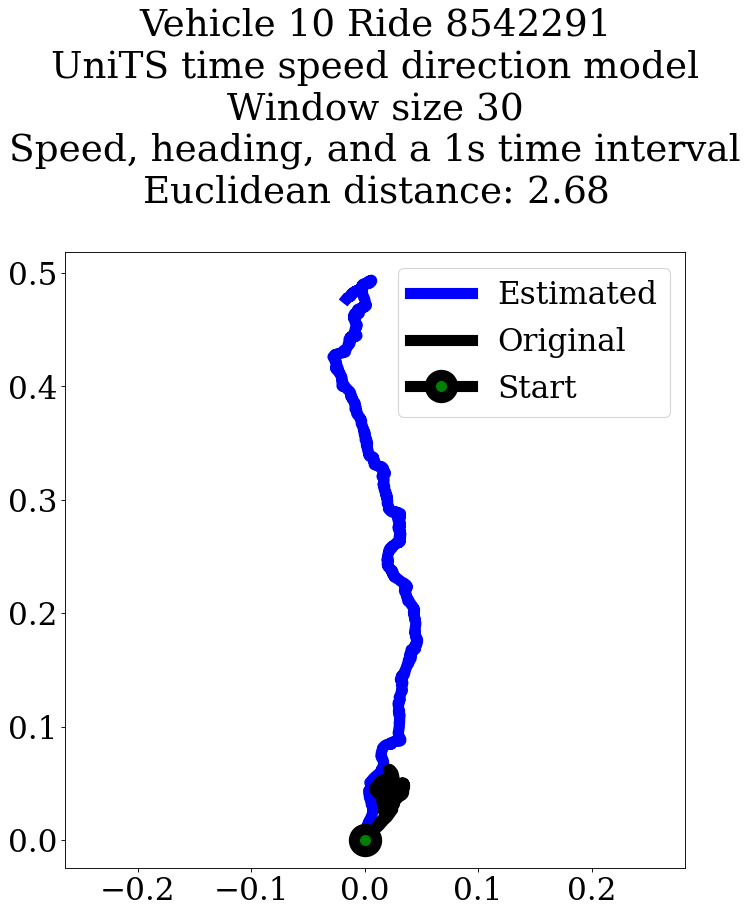 Vehicle 10 Ride 8542291
UniTS time speed direction model
Window size 30
Speed, heading, and a 1s time interval
Euclidean distance: 2.68
Estimated
Original
Start
0.5
0.4
0.3
0.2
0.1
0.0
−0.2 −0.1 0.0 0.1 0.2